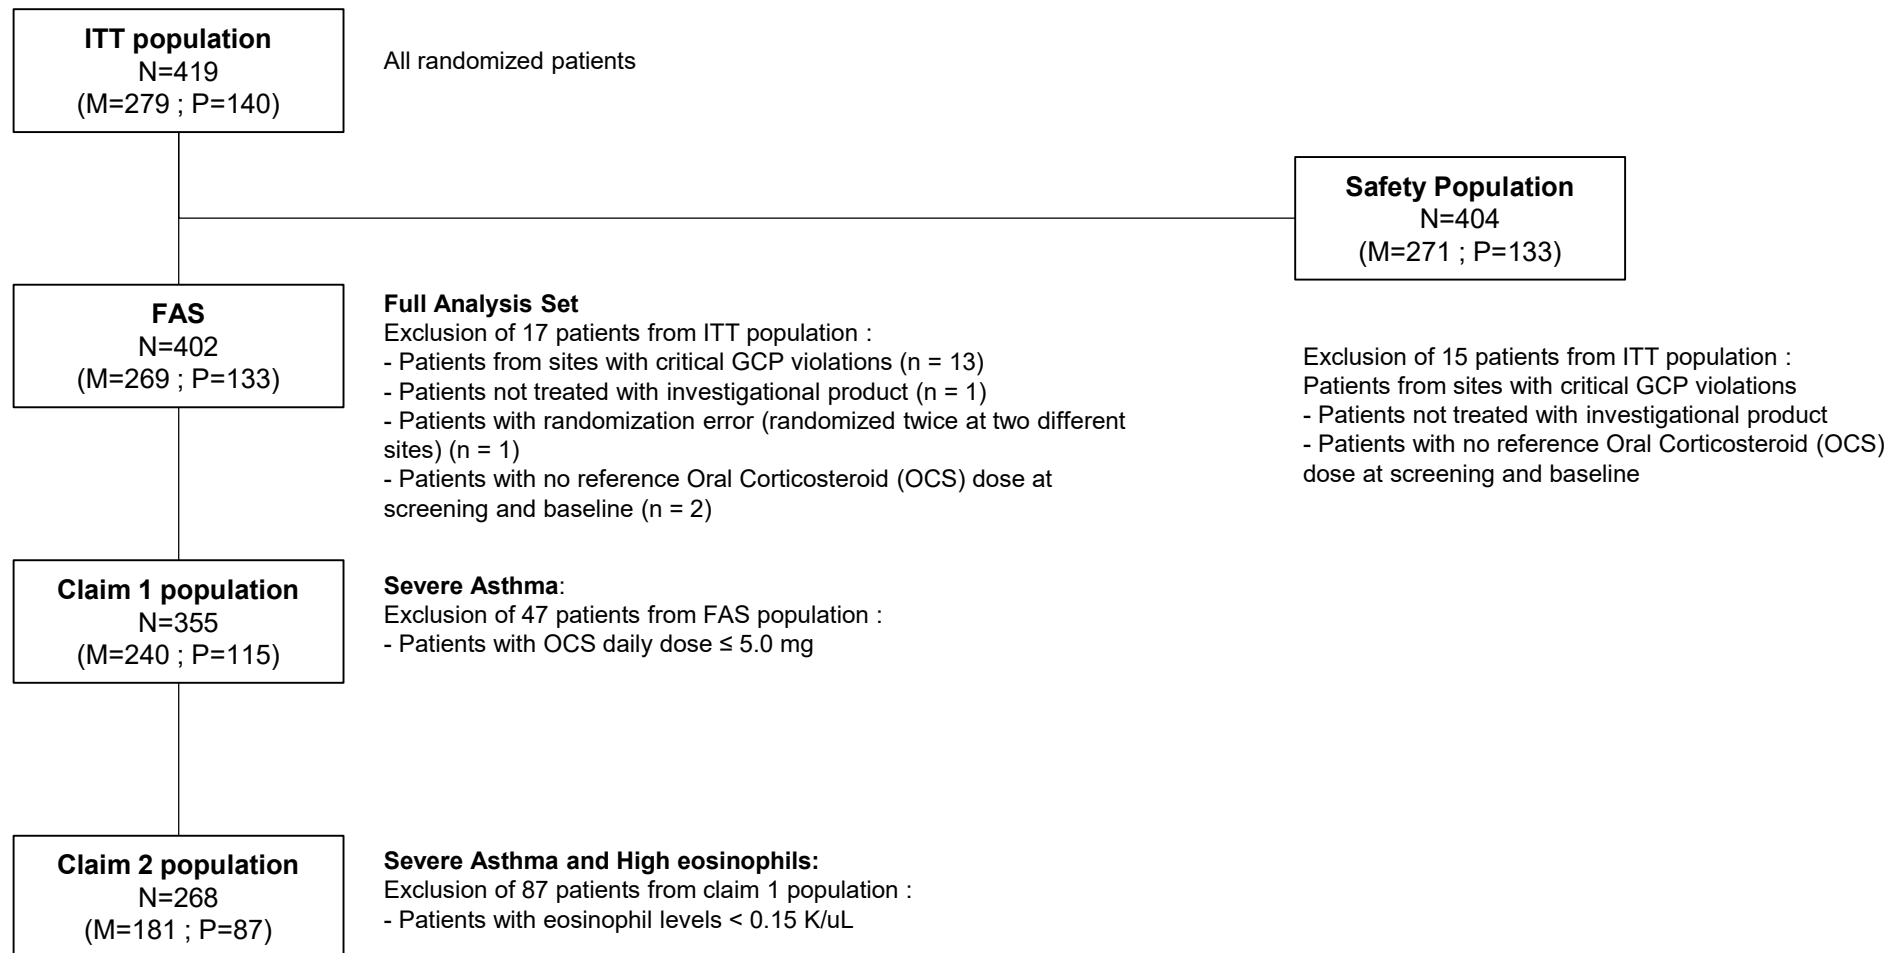 ITT population
N=419
(M=279 ; P=140)
All randomized patients
Safety Population
N=404
(M=271 ; P=133)
FAS
N=402
(M=269 ; P=133)
Full Analysis Set
Exclusion of 17 patients from ITT population :
- Patients from sites with critical GCP violations (n = 13)
- Patients not treated with investigational product (n = 1)
- Patients with randomization error (randomized twice at two different
sites) (n = 1)
- Patients with no reference Oral Corticosteroid (OCS) dose at
screening and baseline (n = 2)
Exclusion of 15 patients from ITT population :
Patients from sites with critical GCP violations
- Patients not treated with investigational product
- Patients with no reference Oral Corticosteroid (OCS)
dose at screening and baseline
Claim 1 population
N=355
(M=240 ; P=115)
Severe Asthma:
Exclusion of 47 patients from FAS population :
- Patients with OCS daily dose ≤ 5.0 mg
Claim 2 population
N=268
(M=181 ; P=87)
Severe Asthma and High eosinophils:
Exclusion of 87 patients from claim 1 population :
- Patients with eosinophil levels < 0.15 K/uL